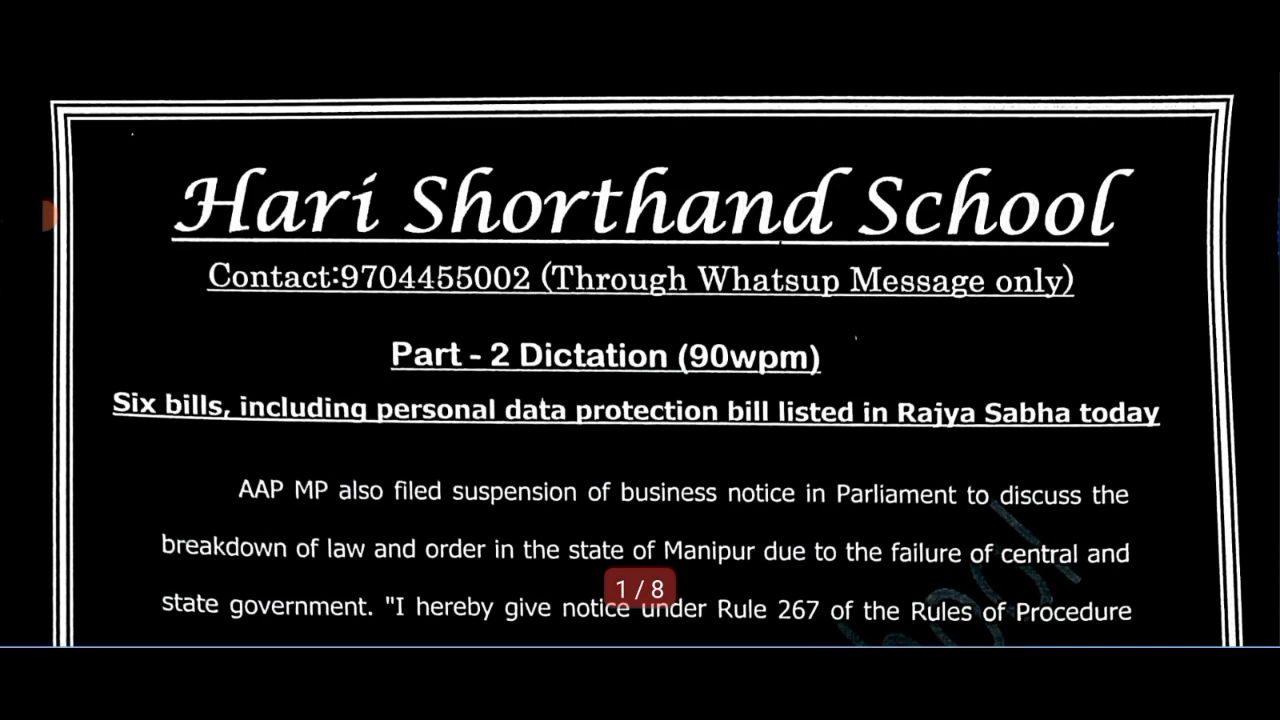 Hari Shorthand School
Contact:9704455002 (Through Whatsup Message only)
Part - 2 Dictation (90wpm)
Six bills, including personal data protection bill listed in Rajya Sabha today
AAP MP also filed suspension of business notice in Parliament to discuss the
breakdown of law and order in the state of Manipur due to the failure of central and
1 / 8
state government. "I hereby give notice under Rule 267 of the Rules of Procedure